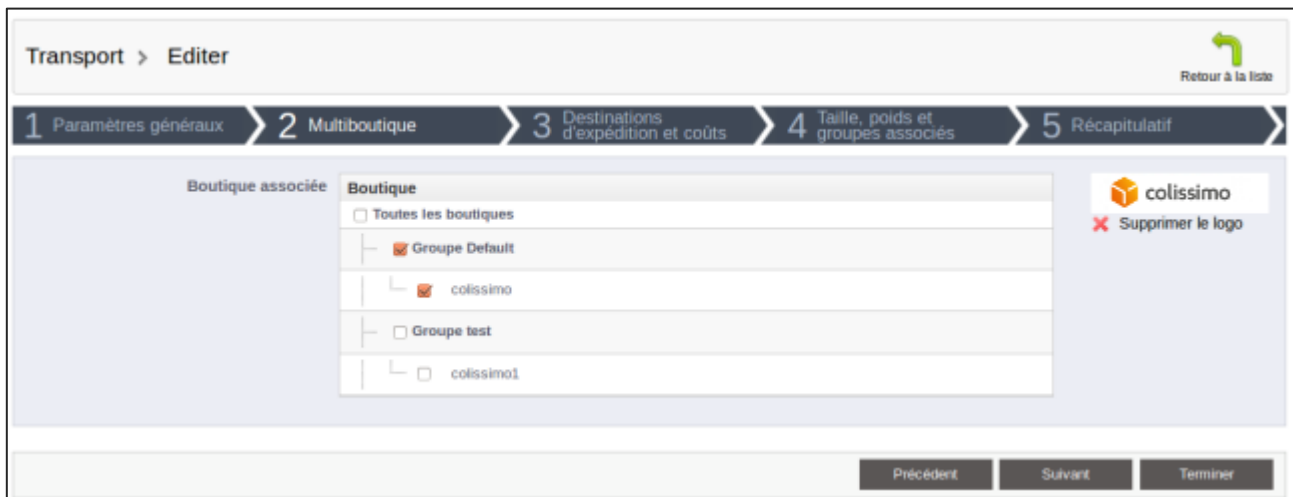 Transport > Editer
Retour à la liste
1 Paramètres généraux
2 Multiboutique
3 Destinations
d'expédition et coûts
4 Taille, poids et
groupes associés
5 Récapitulatif
Boutique associée
Boutique
Toutes les boutiques
Groupe Default
colissimo
Groupe test
colissimo1
colissimo
Supprimer le logo
Précédent
Suivant
Terminer